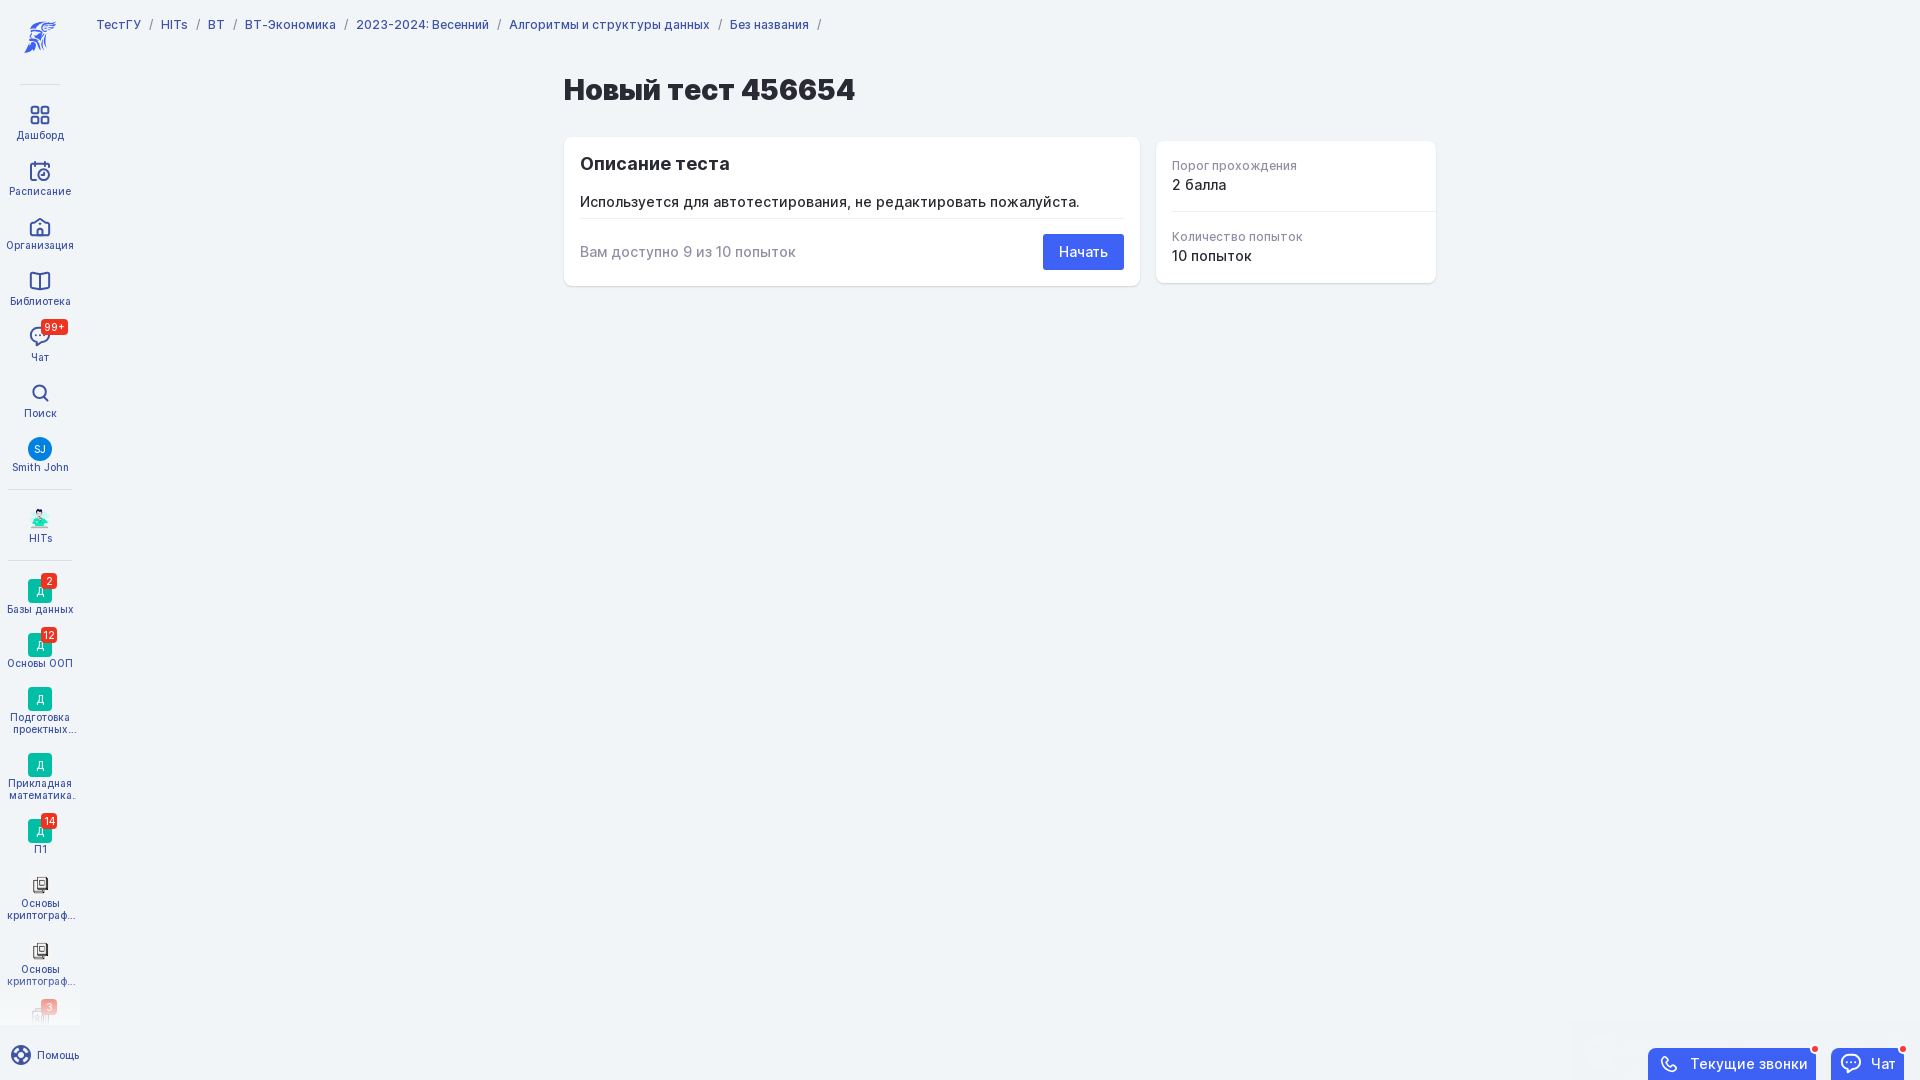 ТестГУ / HITs / ВТ / ВТ-Экономика / 2023-2024: Весенний / Алгоритмы и структуры данных / Без названия /
Новый тест 456654
Описание теста
Используется для автотестирования, не редактировать пожалуйста.
Вам доступно 9 из 10 попыток
Начать
Порог прохождения
2 балла
Количество попыток
10 попыток
Дашборд
Расписание
Организация
Библиотека
99+
Чат
Поиск
SJ
Smith John
HITs
Д 2
Базы данных
Д 12
Основы ООП
Д
Подготовка
проектных...
Д
Прикладная
математика.
Д 14
П1
Основы
криптограф...
Основы
криптограф...
3
Помощь
Текущие звонки
Чат